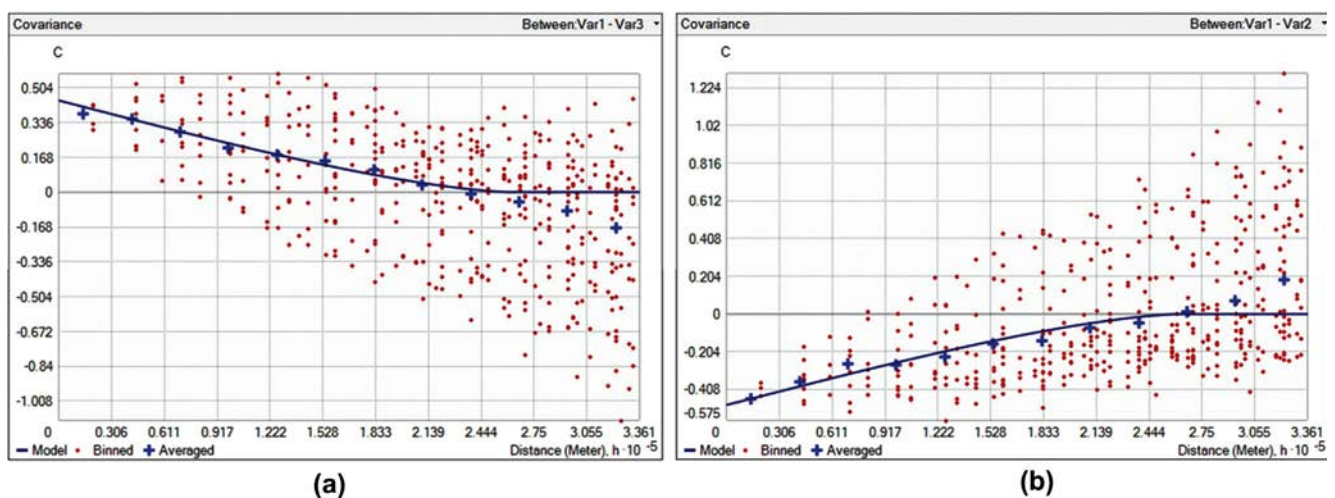 Covariance Between:Var1 - Var3
C
0.504
0.336
0.168
0
-0.168
-0.336
-0.504
-0.672
-0.84
-1.008
0 0.306 0.611 0.917 1.222 1.528 1.833 2.139 2.444 2.75 3.055 3.361
Model Binned Averaged Distance (Meter), h · 10 -5
(a)
Covariance Between:Var1 - Var2
C
1.224
1.02
0.816
0.612
0.408
0.204
0
-0.204
-0.408
-0.575
0 0.306 0.611 0.917 1.222 1.528 1.833 2.139 2.444 2.75 3.055 3.361
Model Binned Averaged Distance (Meter), h · 10 -5
(b)